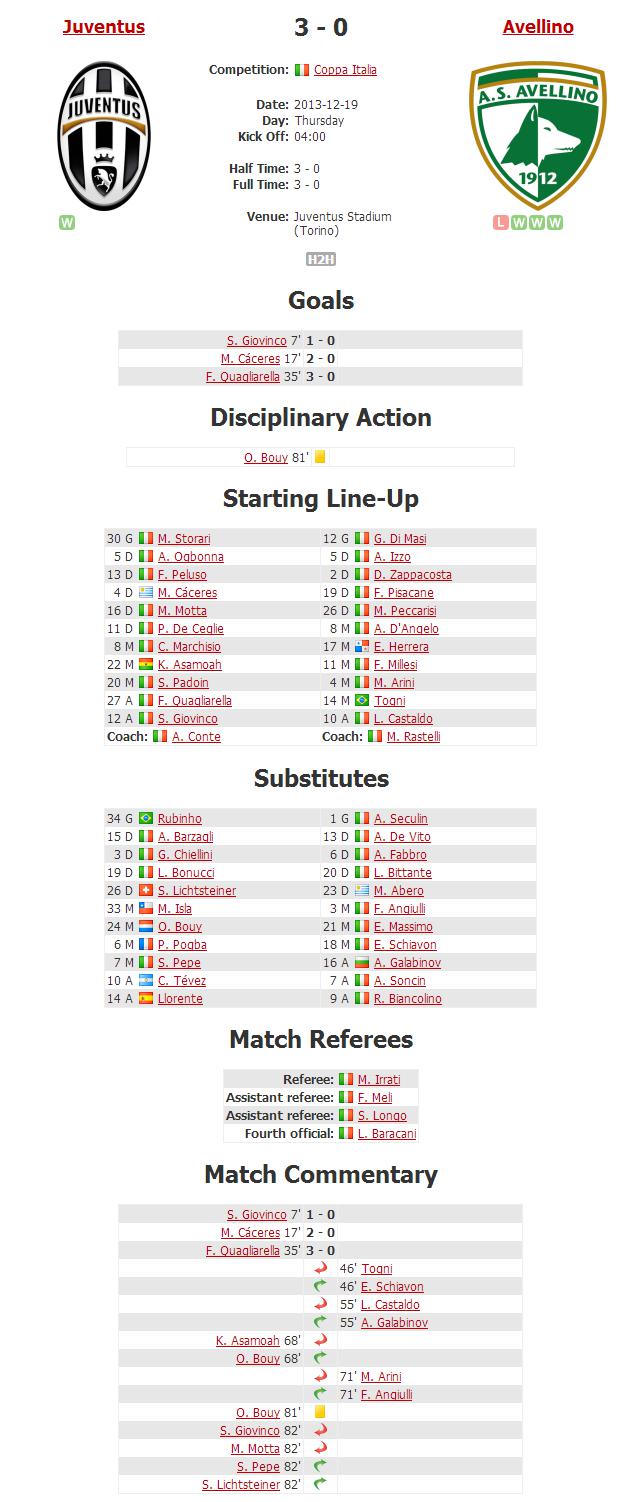 Juventus 3 - 0 Avellino
JUVENTUS
A.S. AVELLINO
1912
Competition: Coppa Italia
Date: 2013-12-19
Day: Thursday
Kick Off: 04:00
Half Time: 3 - 0
Full Time: 3 - 0
Venue: Juventus Stadium
(Torino)
W
L W W W
H2H
Goals
S. Giovinco 7' 1 - 0
M. Cáceres 17' 2 - 0
F. Quagliarella 35' 3 - 0
Disciplinary Action
O. Bouy 81'
Starting Line-Up
30 G M. Storari 12 G G. Di Masi
5 D A. Ogbonna 5 D A. Izzo
13 D F. Peluso 2 D D. Zappacosta
4 D M. Cáceres 19 D F. Pisacane
16 D M. Motta 26 D M. Peccarisi
11 D P. De Ceglie 8 M A. D'Angelo
8 M C. Marchisio 17 M E. Herrera
22 M K. Asamoah 11 M F. Millesi
20 M S. Padoin 4 M M. Arini
27 A F. Quagliarella 14 M Togni
12 A S. Giovinco 10 A L. Castaldo
Coach: A. Conte Coach: M. Rastelli
Substitutes
34 G Rubinho 1 G A. Seculin
15 D A. Barzagli 13 D A. De Vito
3 D G. Chiellini 6 D A. Fabbro
19 D L. Bonucci 20 D L. Bittante
26 D S. Lichtsteiner 23 D M. Abero
33 M M. Isla 3 M F. Angiulli
24 M O. Bouy 21 M E. Massimo
6 M P. Pogba 18 M E. Schiavon
7 M S. Pepe 16 A A. Galabinov
10 A C. Tévez 7 A A. Soncin
14 A Llorente 9 A R. Biancolino
Match Referees
Referee: M. Irrati
Assistant referee: F. Meli
Assistant referee: S. Longo
Fourth official: L. Baracani
Match Commentary
S. Giovinco 7' 1 - 0
M. Cáceres 17' 2 - 0
F. Quagliarella 35' 3 - 0
46' Togni
46' E. Schiavon
55' L. Castaldo
55' A. Galabinov
K. Asamoah 68'
O. Bouy 68'
71' M. Arini
71' F. Angiulli
O. Bouy 81'
S. Giovinco 82'
M. Motta 82'
S. Pepe 82'
S. Lichtsteiner 82'